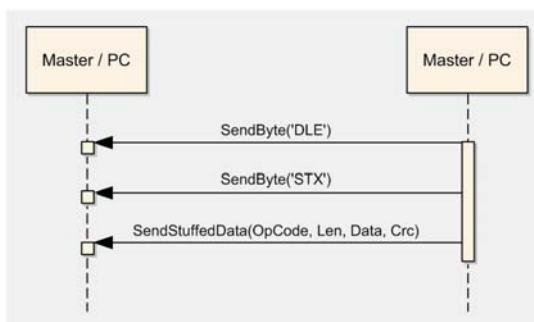 Master / PC
Master / PC
SendByte('DLE')
SendByte('STX')
SendStuffedData(OpCode, Len, Data, Crc)